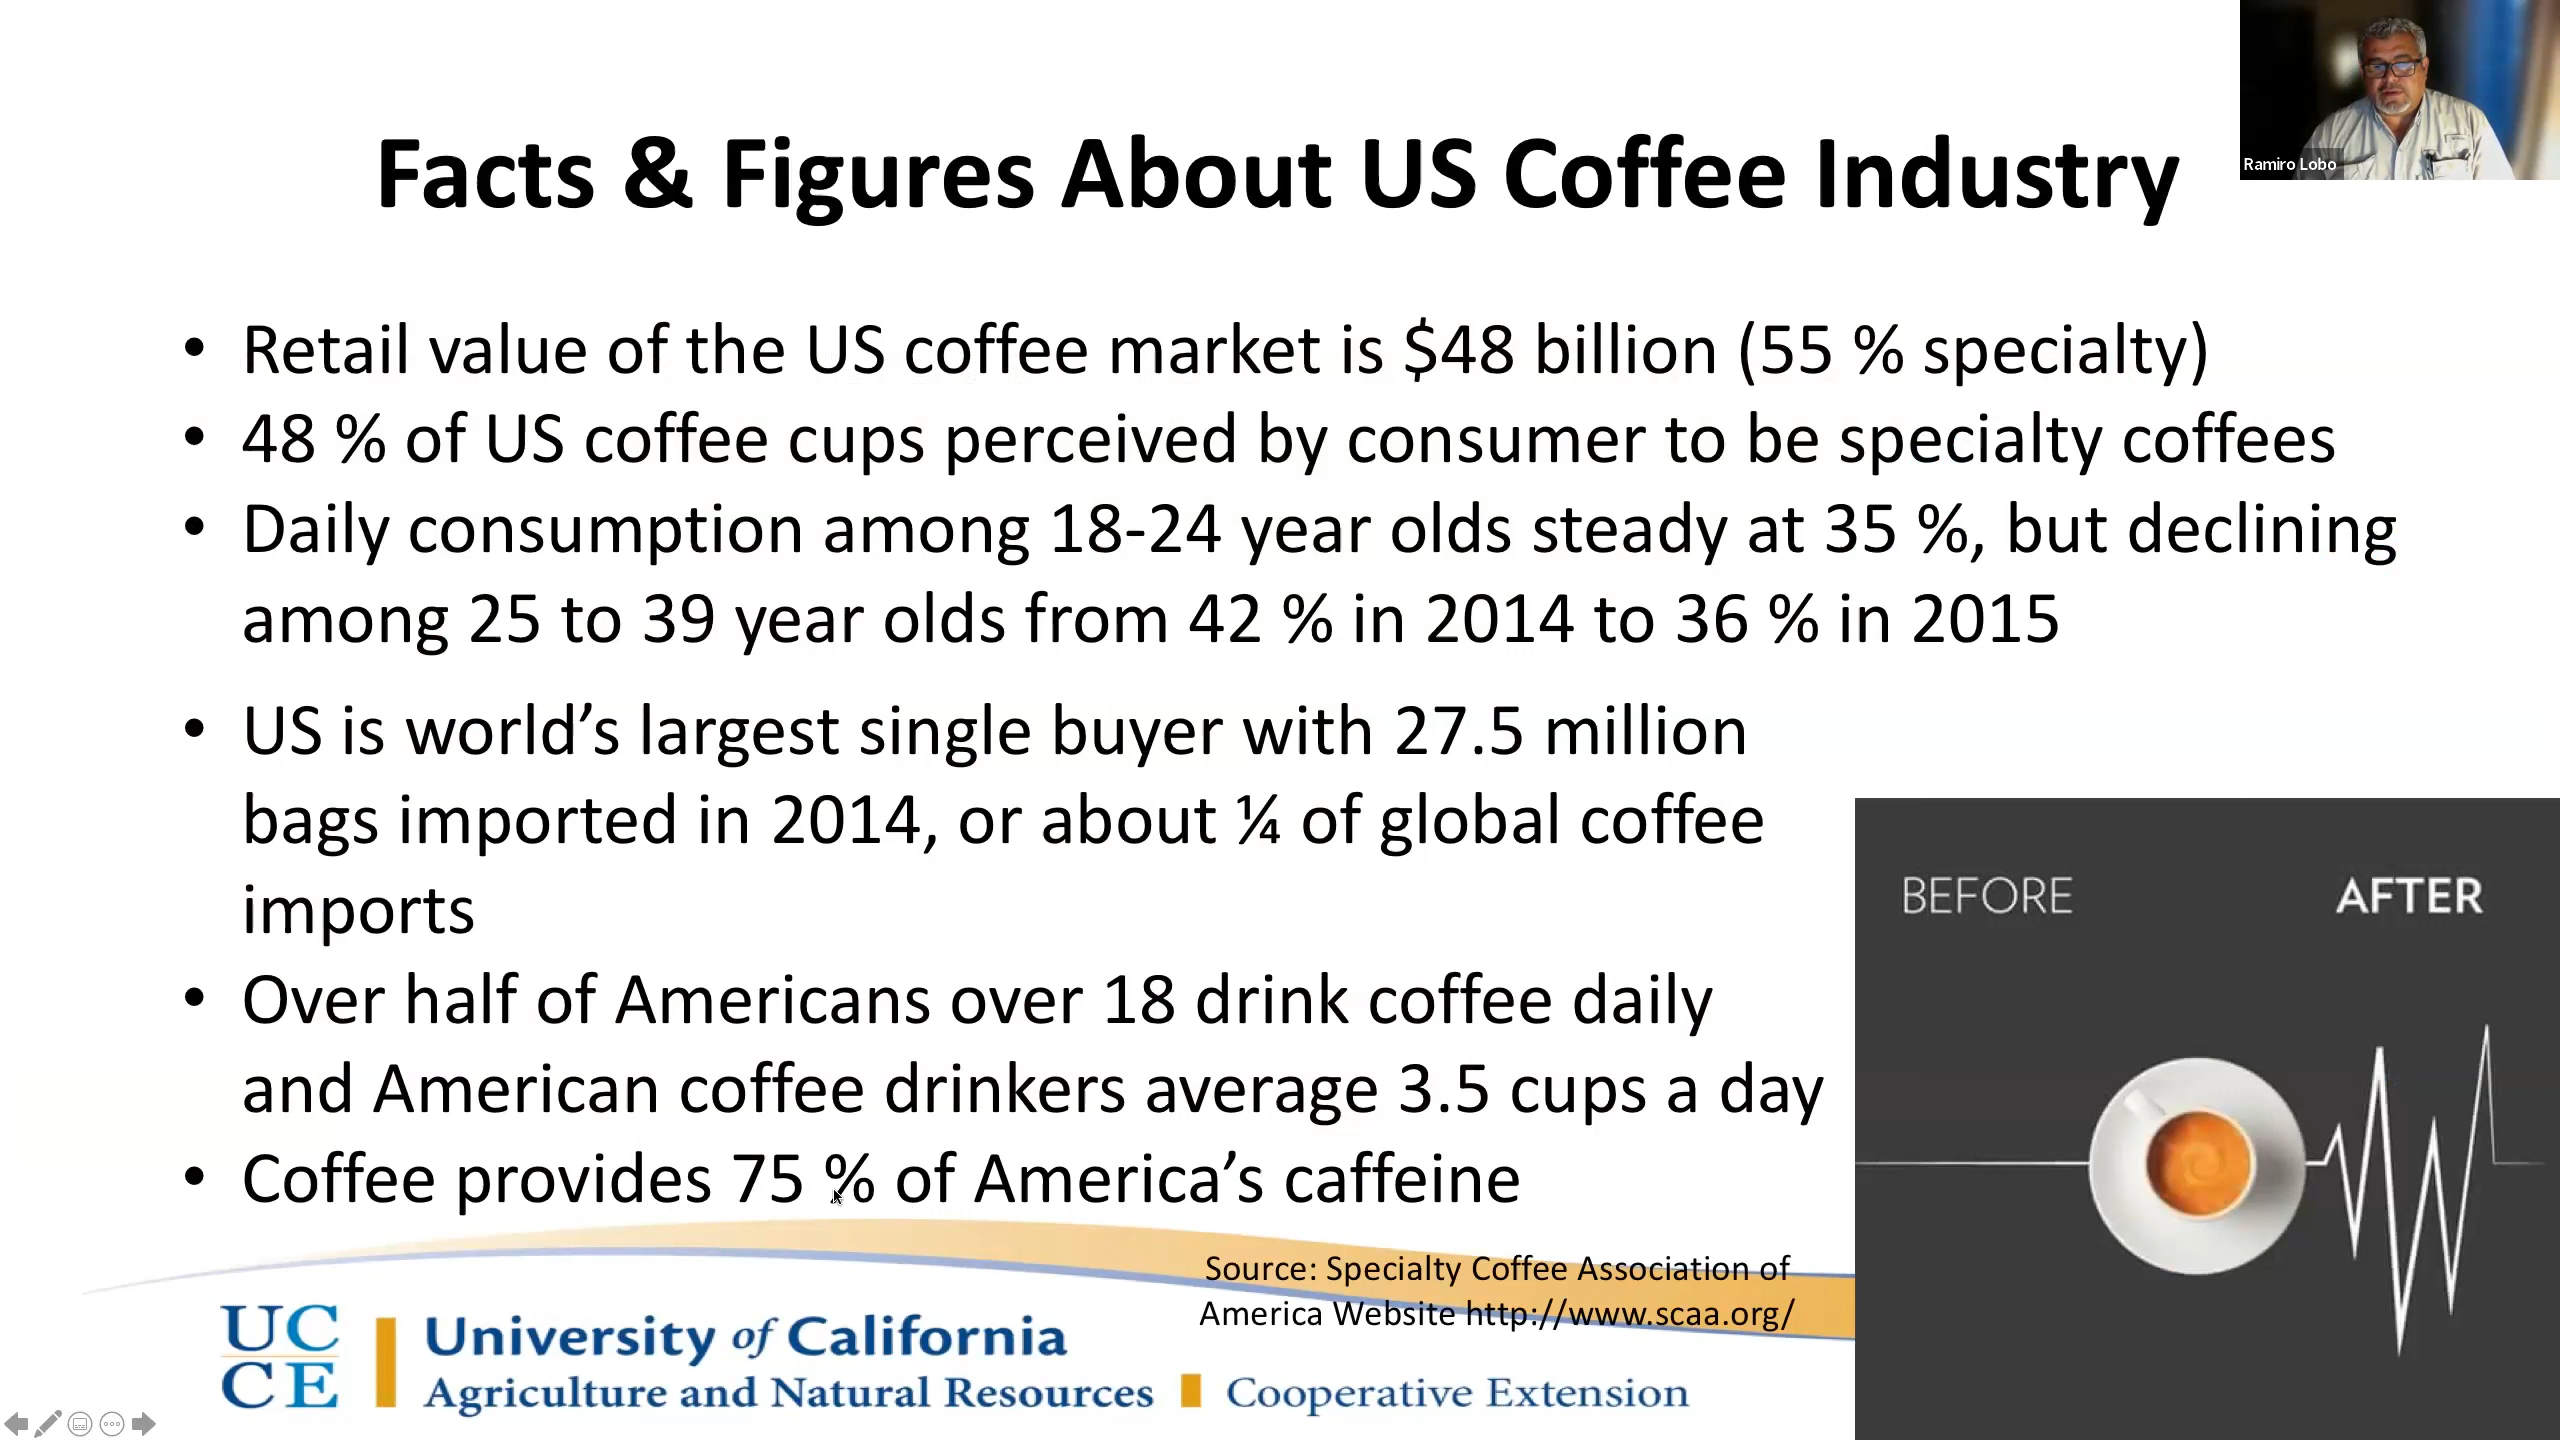 Ramiro Lobo
Facts & Figures About US Coffee Industry
• Retail value of the US coffee market is $48 billion (55 % specialty)
• 48 % of US coffee cups perceived by consumer to be specialty coffees
• Daily consumption among 18-24 year olds steady at 35 %, but declining
among 25 to 39 year olds from 42 % in 2014 to 36 % in 2015
• US is world’s largest single buyer with 27.5 million
bags imported in 2014, or about ¼ of global coffee
imports
• Over half of Americans over 18 drink coffee daily
and American coffee drinkers average 3.5 cups a day
• Coffee provides 75 % of America’s caffeine
BEFORE AFTER
Source: Specialty Coffee Association of
America Website http://www.scaa.org/
UC
CE
University of California
Agriculture and Natural Resources Cooperative Extension